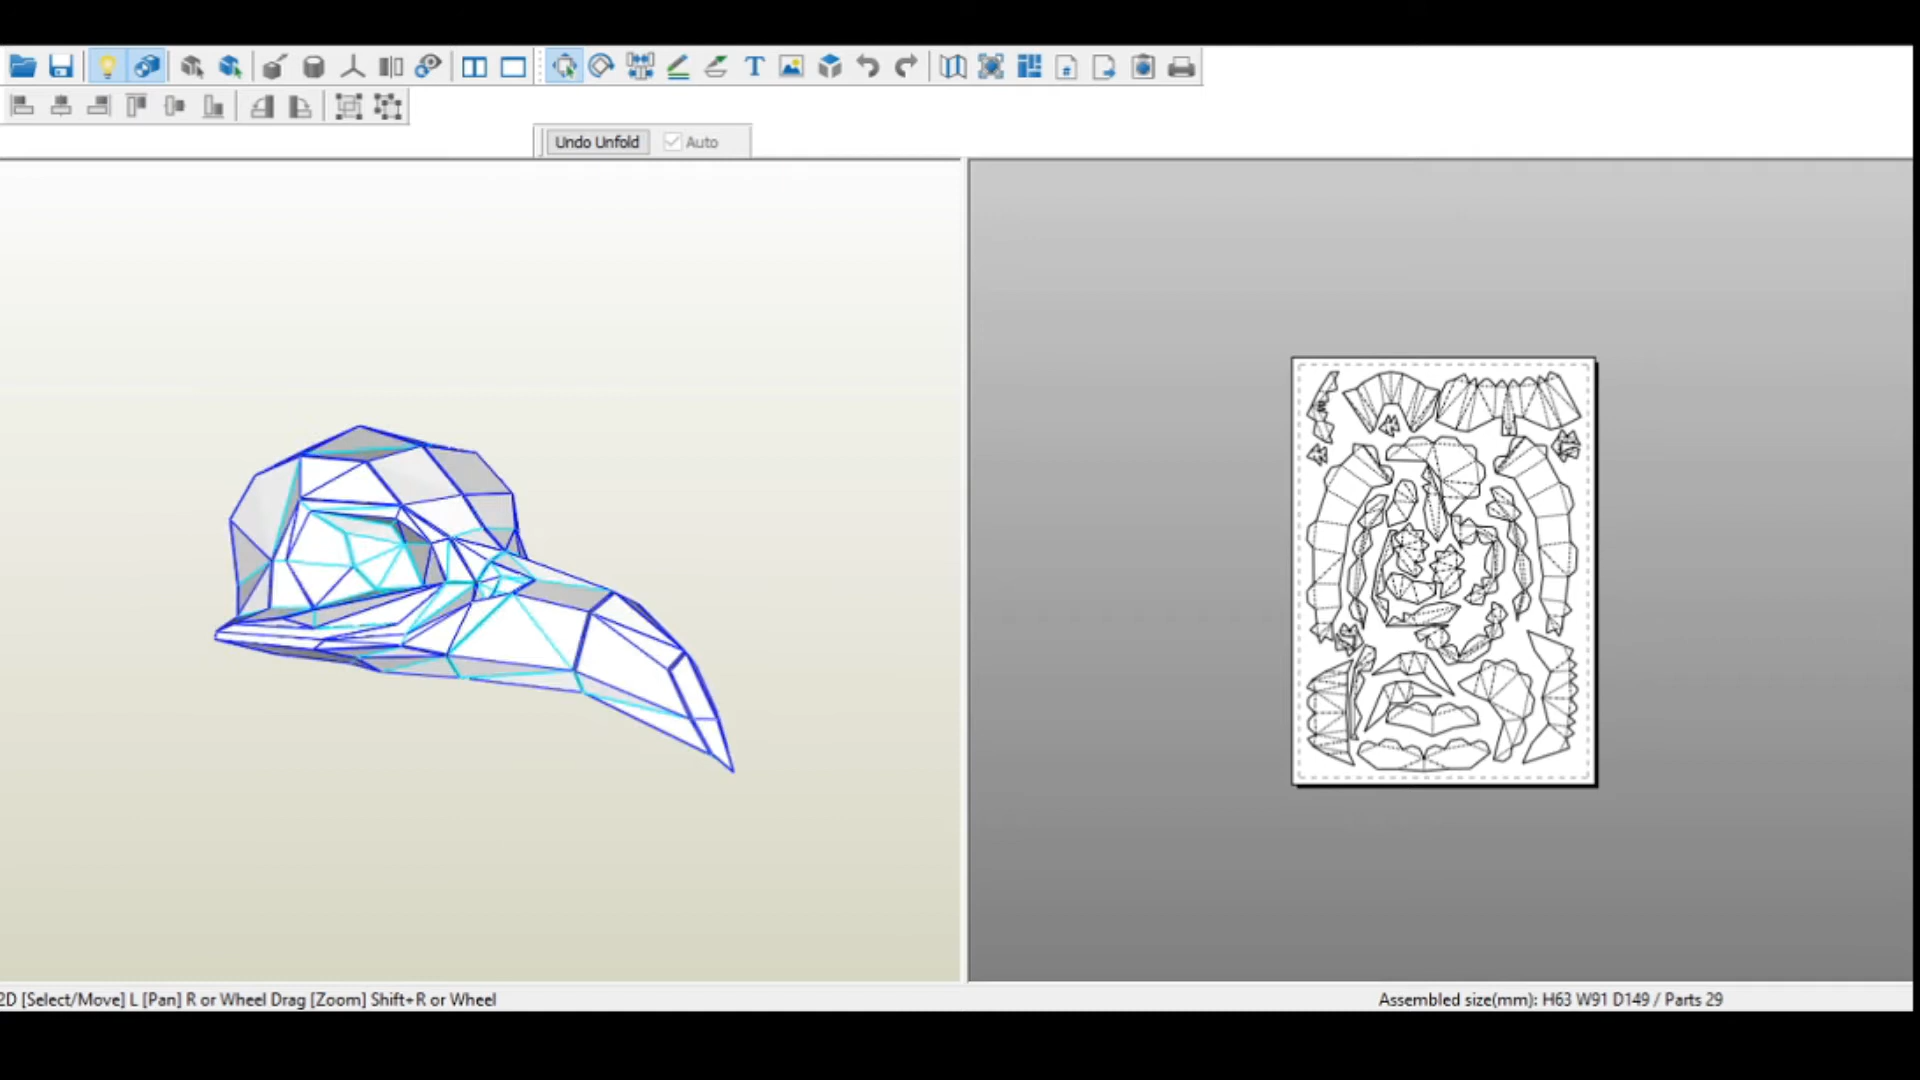 Undo Unfold
Auto
2D [Select/Move] L [Pan] R or Wheel Drag [Zoom] Shift+R or Wheel
Assembled size(mm): H63 W91 D149 / Parts 29